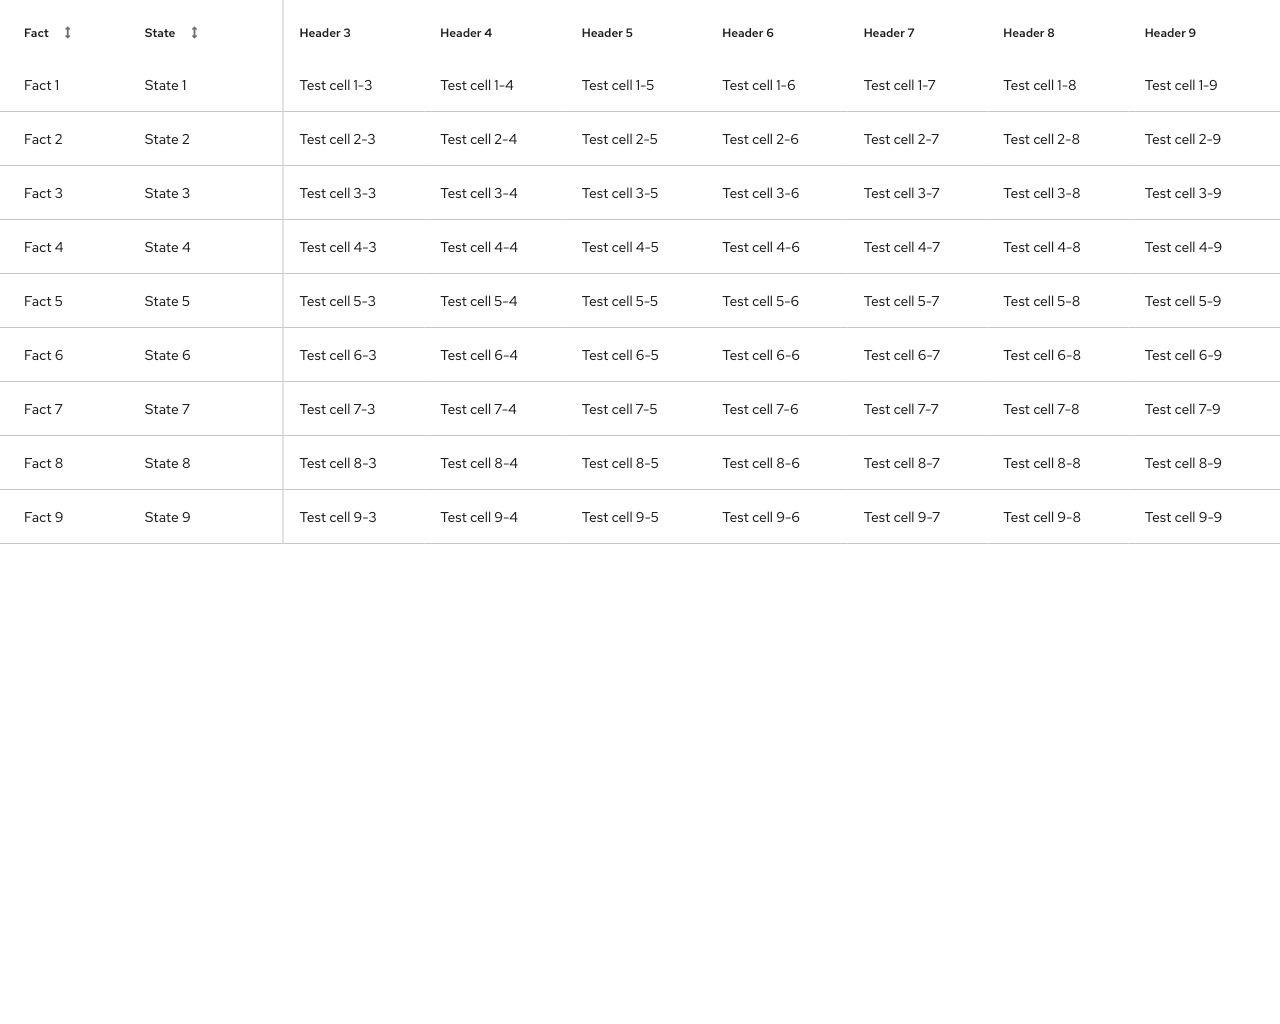 Fact State Header 3 Header 4 Header 5 Header 6 Header 7 Header 8 Header 9
Fact 1 State 1 Test cell 1-3 Test cell 1-4 Test cell 1-5 Test cell 1-6 Test cell 1-7 Test cell 1-8 Test cell 1-9
Fact 2 State 2 Test cell 2-3 Test cell 2-4 Test cell 2-5 Test cell 2-6 Test cell 2-7 Test cell 2-8 Test cell 2-9
Fact 3 State 3 Test cell 3-3 Test cell 3-4 Test cell 3-5 Test cell 3-6 Test cell 3-7 Test cell 3-8 Test cell 3-9
Fact 4 State 4 Test cell 4-3 Test cell 4-4 Test cell 4-5 Test cell 4-6 Test cell 4-7 Test cell 4-8 Test cell 4-9
Fact 5 State 5 Test cell 5-3 Test cell 5-4 Test cell 5-5 Test cell 5-6 Test cell 5-7 Test cell 5-8 Test cell 5-9
Fact 6 State 6 Test cell 6-3 Test cell 6-4 Test cell 6-5 Test cell 6-6 Test cell 6-7 Test cell 6-8 Test cell 6-9
Fact 7 State 7 Test cell 7-3 Test cell 7-4 Test cell 7-5 Test cell 7-6 Test cell 7-7 Test cell 7-8 Test cell 7-9
Fact 8 State 8 Test cell 8-3 Test cell 8-4 Test cell 8-5 Test cell 8-6 Test cell 8-7 Test cell 8-8 Test cell 8-9
Fact 9 State 9 Test cell 9-3 Test cell 9-4 Test cell 9-5 Test cell 9-6 Test cell 9-7 Test cell 9-8 Test cell 9-9